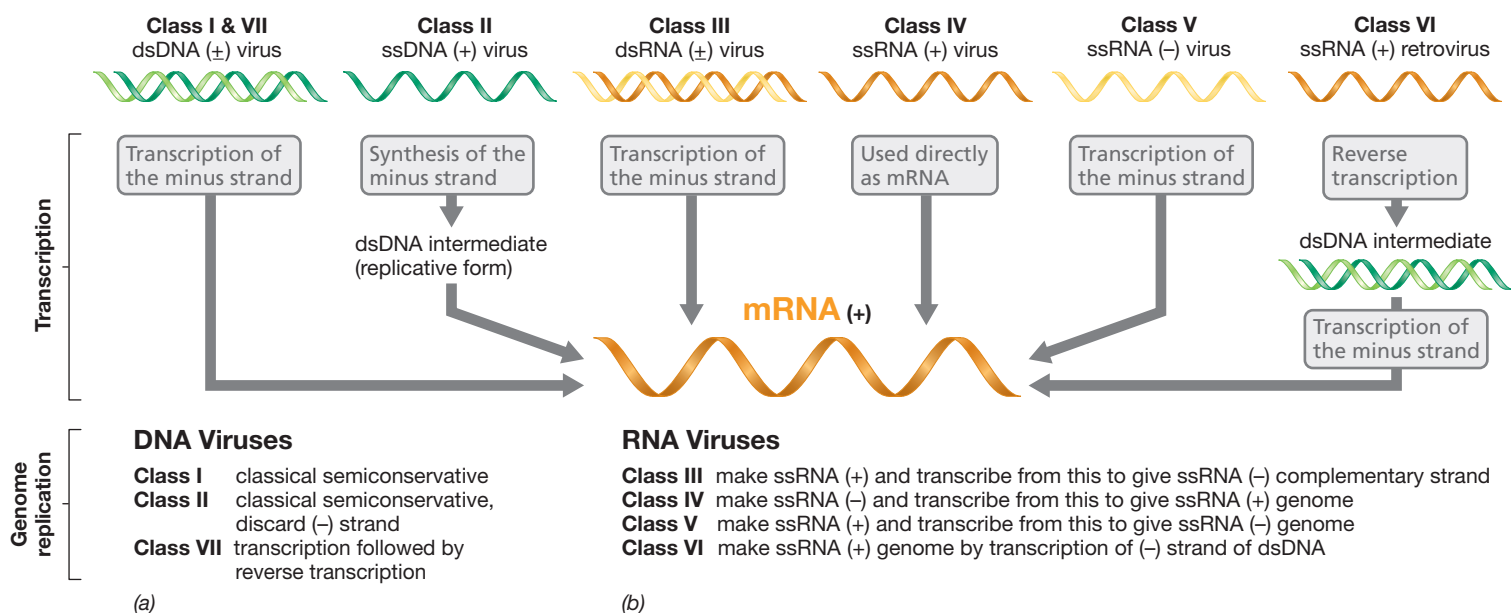 Class I & VII
dsDNA (±) virus
Class II
ssDNA (+) virus
Class III
dsRNA (±) virus
Class IV
ssRNA (+) virus
Class V
ssRNA (–) virus
Class VI
ssRNA (+) retrovirus
Transcription
Transcription of
the minus strand
Synthesis of the
minus strand
dsDNA intermediate
(replicative form)
Transcription of
the minus strand
Used directly
as mRNA
Transcription of
the minus strand
Reverse
transcription
dsDNA intermediate
Transcription of
the minus strand
mRNA (+)
Genome
replication
DNA Viruses
Class I classical semiconservative
Class II classical semiconservative,
discard (–) strand
Class VII transcription followed by
reverse transcription
(a)
RNA Viruses
Class III make ssRNA (+) and transcribe from this to give ssRNA (–) complementary strand
Class IV make ssRNA (–) and transcribe from this to give ssRNA (+) genome
Class V make ssRNA (+) and transcribe from this to give ssRNA (–) genome
Class VI make ssRNA (+) genome by transcription of (–) strand of dsDNA
(b)